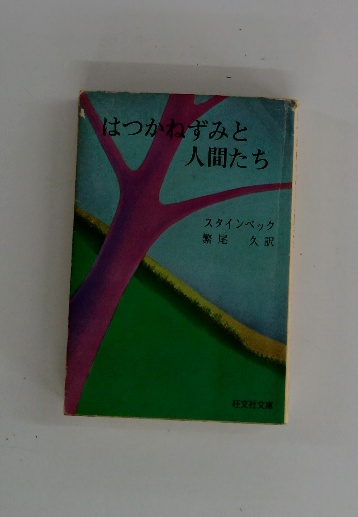 はつかねずみと
人間たち
スタインベック
繁尾 久訳
旺文社文庫